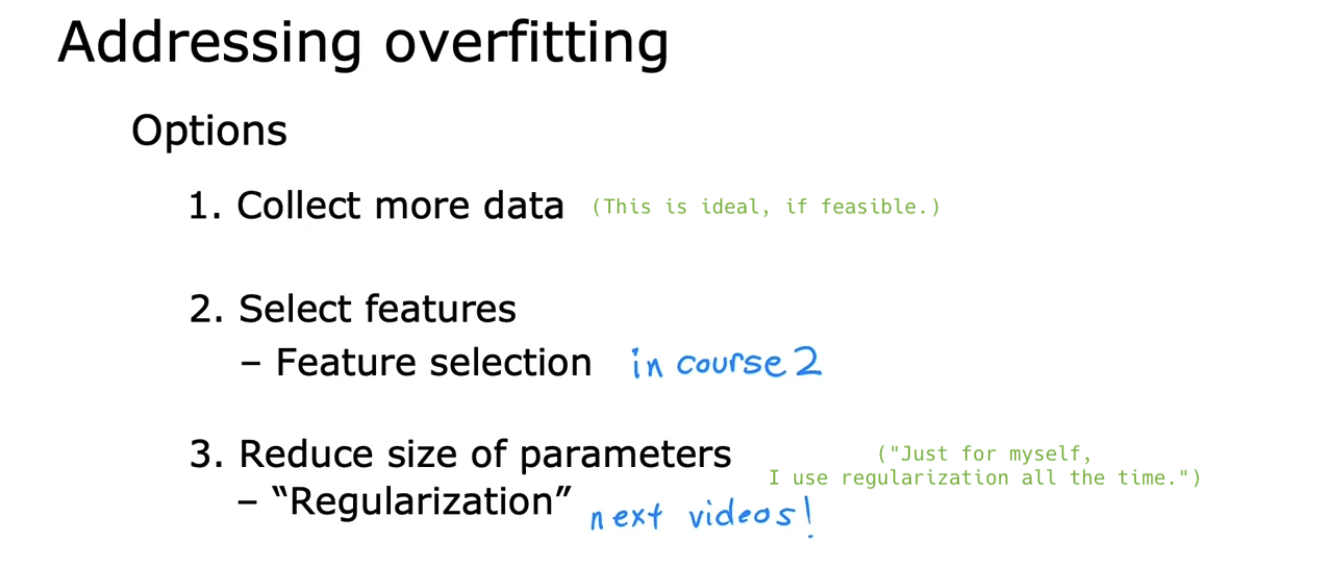 Addressing overfitting
Options
1. Collect more data (This is ideal, if feasible.)
2. Select features
– Feature selection in course 2
3. Reduce size of parameters ("Just for myself,
I use regularization all the time.")
– “Regularization” next videos!